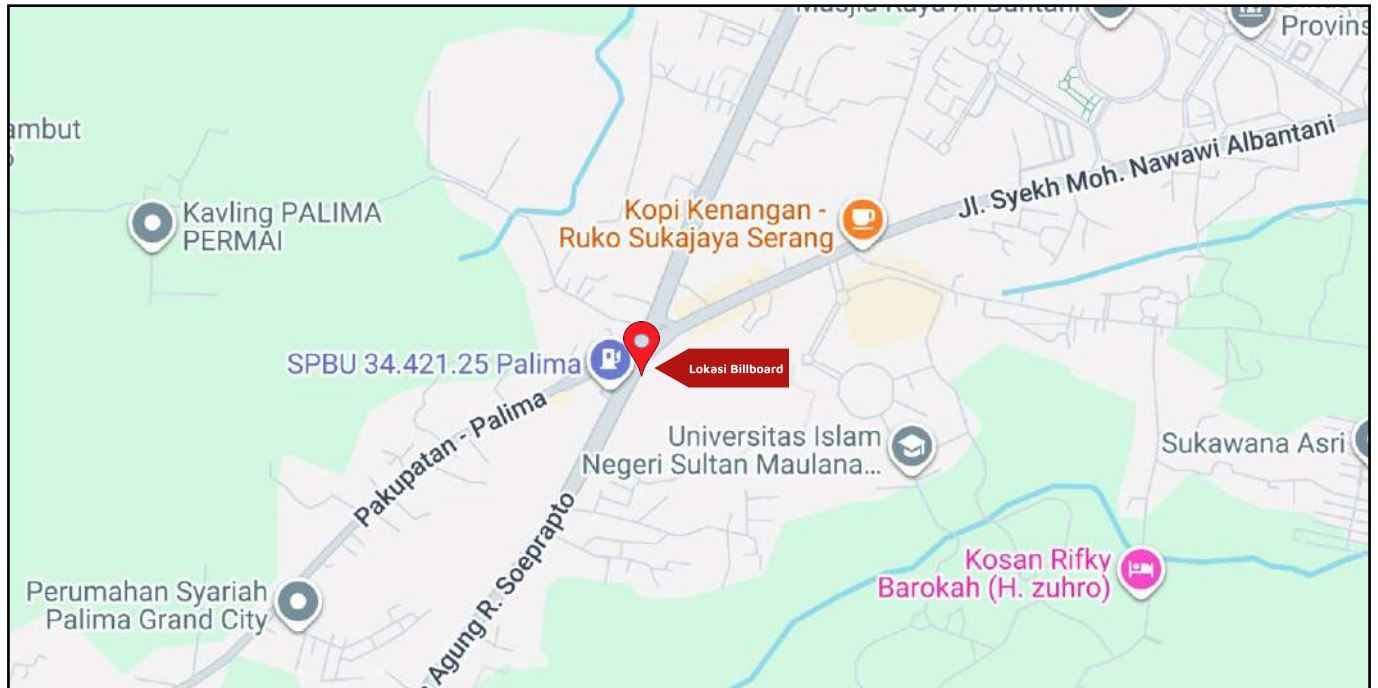 Provins
ambut
Jl. Syekh Moh. Nawawi Albantani
Kavling PALIMA
PERMAI
Kopi Kenangan -
Ruko Sukajaya Serang
SPBU 34.421.25 Palima
Lokasi Billboard
Pakupatan - Palima
Universitas Islam
Negeri Sultan Maulana...
Sukawana Asri
Agung R. Soeprapto
Kosan Rifky
Barokah (H. zuhro)
Perumahan Syariah
Palima Grand City